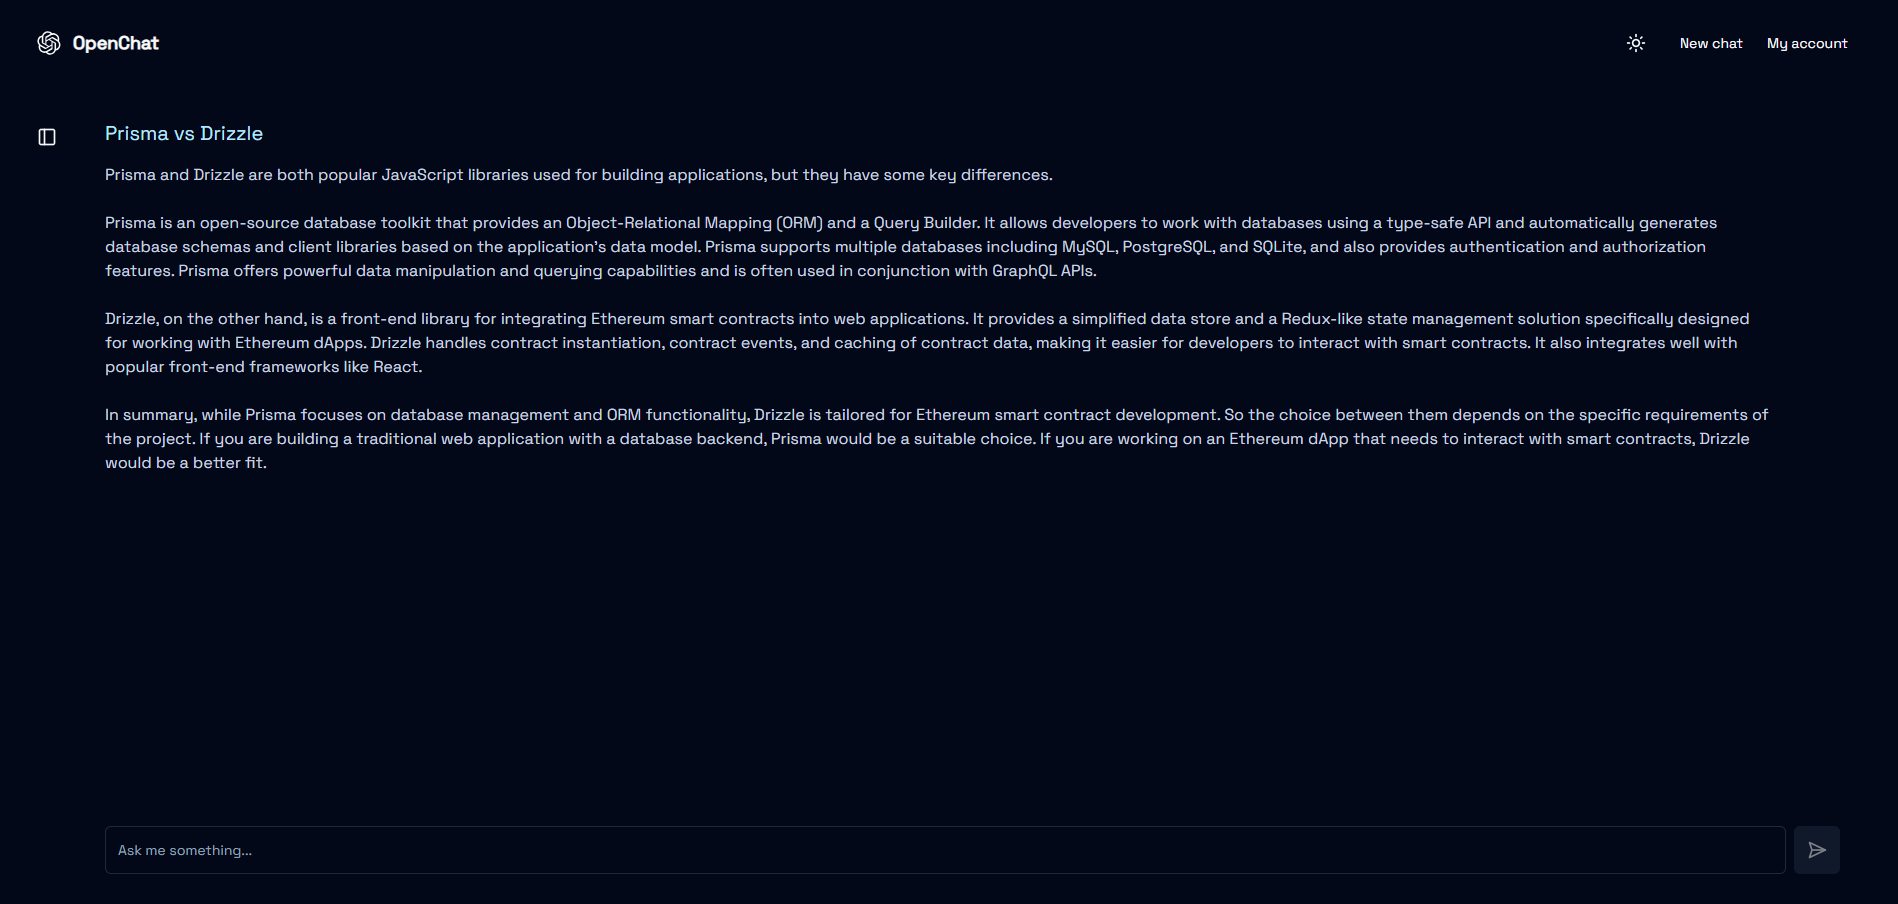 OpenChat
New chat
My account
Prisma vs Drizzle
Prisma and Drizzle are both popular JavaScript libraries used for building applications, but they have some key differences.
Prisma is an open-source database toolkit that provides an Object-Relational Mapping (ORM) and a Query Builder. It allows developers to work with databases using a type-safe API and automatically generates
database schemas and client libraries based on the application's data model. Prisma supports multiple databases including MySQL, PostgreSQL, and SQLite, and also provides authentication and authorization
features. Prisma offers powerful data manipulation and querying capabilities and is often used in conjunction with GraphQL APIs.
Drizzle, on the other hand, is a front-end library for integrating Ethereum smart contracts into web applications. It provides a simplified data store and a Redux-like state management solution specifically designed
for working with Ethereum dApps. Drizzle handles contract instantiation, contract events, and caching of contract data, making it easier for developers to interact with smart contracts. It also integrates well with
popular front-end frameworks like React.
In summary, while Prisma focuses on database management and ORM functionality, Drizzle is tailored for Ethereum smart contract development. So the choice between them depends on the specific requirements of
the project. If you are building a traditional web application with a database backend, Prisma would be a suitable choice. If you are working on an Ethereum dApp that needs to interact with smart contracts, Drizzle
would be a better fit.
Ask me something...